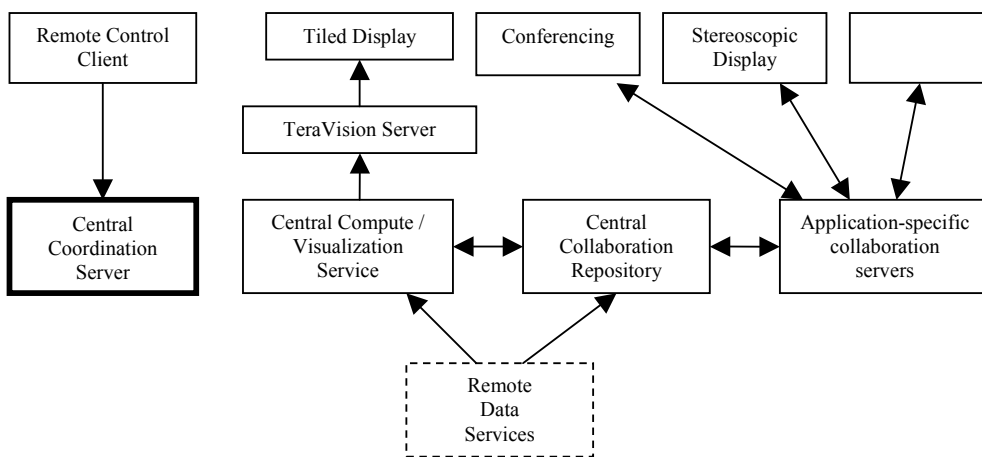 Remote Control
Client
Tiled Display
Conferencing
Stereoscopic
Display
TeraVision Server
Central
Coordination
Server
Central Compute /
Visualization
Service
Central
Collaboration
Repository
Application-specific
collaboration
servers
Remote
Data
Services